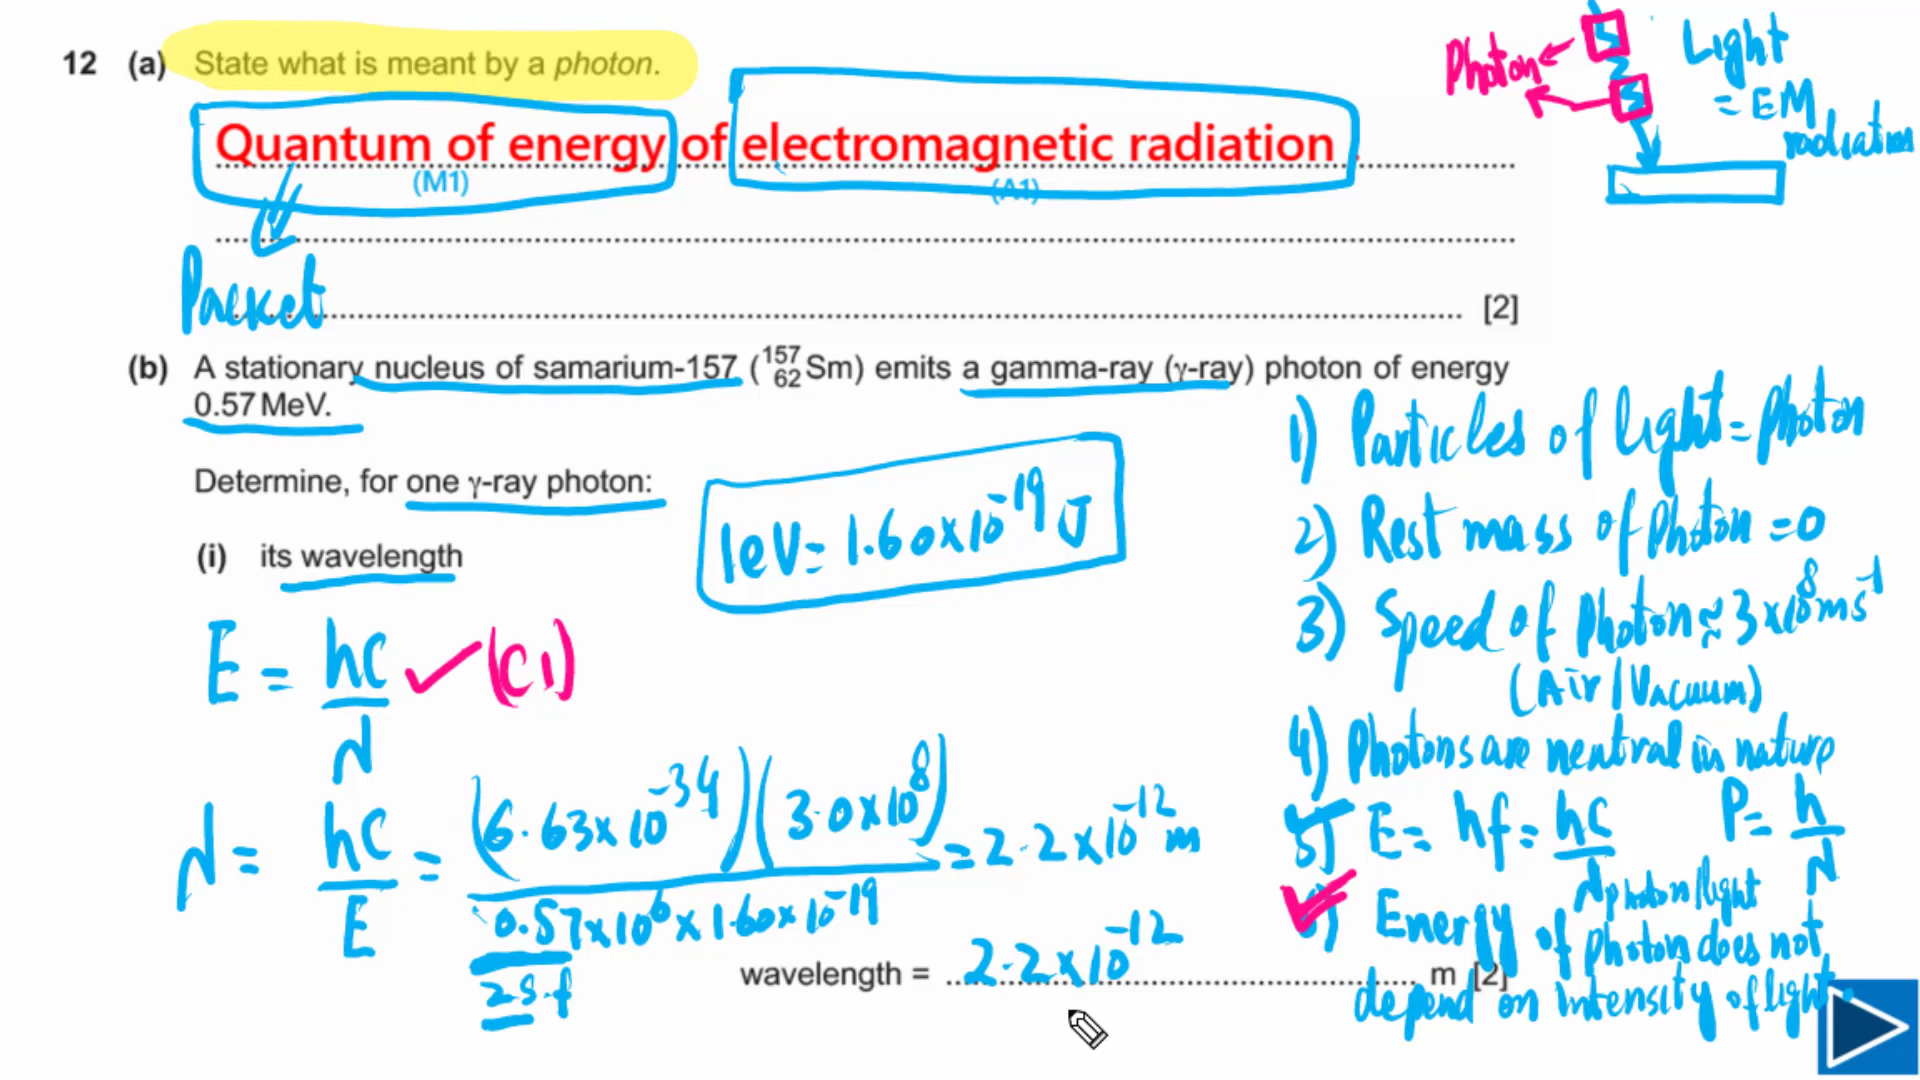 12 (a) State what is meant by a photon.
Quantum of energy of electromagnetic radiation
(M1) (A1)
Packet
[2]
Photon
Light
= EM
radiation
(b) A stationary nucleus of samarium-157 (¹⁵⁷₆₂Sm) emits a gamma-ray (γ-ray) photon of energy
0.57 MeV.
Determine, for one γ-ray photon:
1eV = 1.60×10⁻¹⁹ J
(i) its wavelength
E = hc/λ ✓ (C1)
λ = hc/E = (6.63×10⁻³⁴)(3.0×10⁸)/0.57×10⁶×1.60×10⁻¹⁹ = 2.2×10⁻¹² m
2 s.f
wavelength = 2.2×10⁻¹² m [2]
1) Particles of light = Photon
2) Rest mass of Photon = 0
3) Speed of Photon ≈ 3×10⁸ ms⁻¹
(Air/Vacuum)
4) Photons are neutral in nature
5) E = hf = hc/λ P = h/λ
photon/light
6) Energy of photon does not
depend on intensity of light.